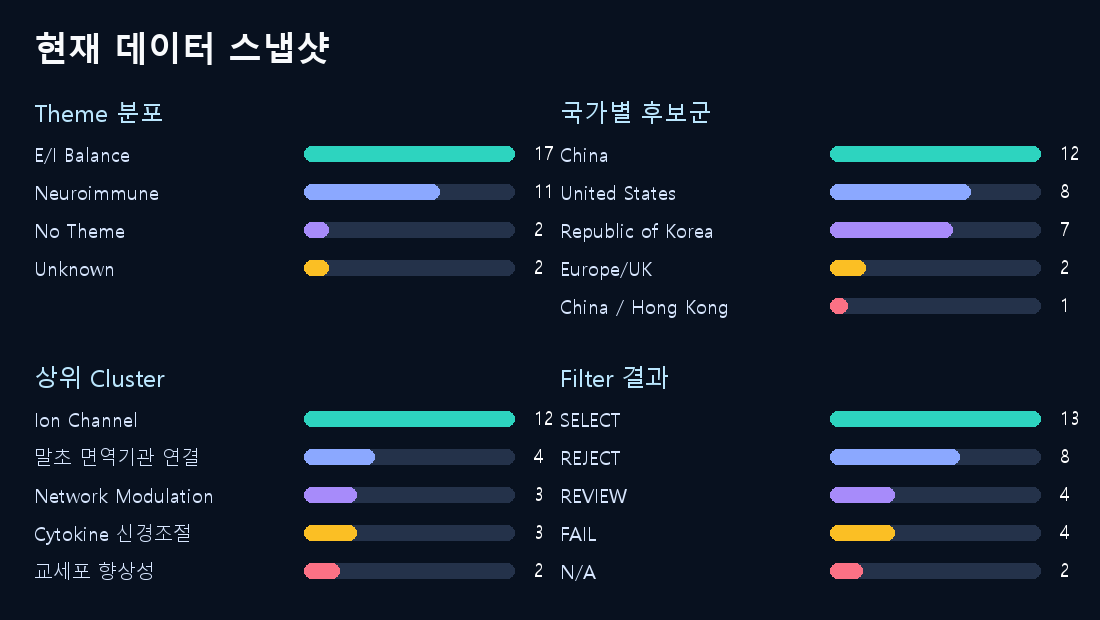 현재 데이터 스냅샷
Theme 분포
E/I Balance 17
Neuroimmune 11
No Theme 2
Unknown 2
국가별 후보군
China 12
United States 8
Republic of Korea 7
Europe/UK 2
China / Hong Kong 1
상위 Cluster
Ion Channel 12
말초 면역기관 연결 4
Network Modulation 3
Cytokine 신경조절 3
교세포 항상성 2
Filter 결과
SELECT 13
REJECT 8
REVIEW 4
FAIL 4
N/A 2